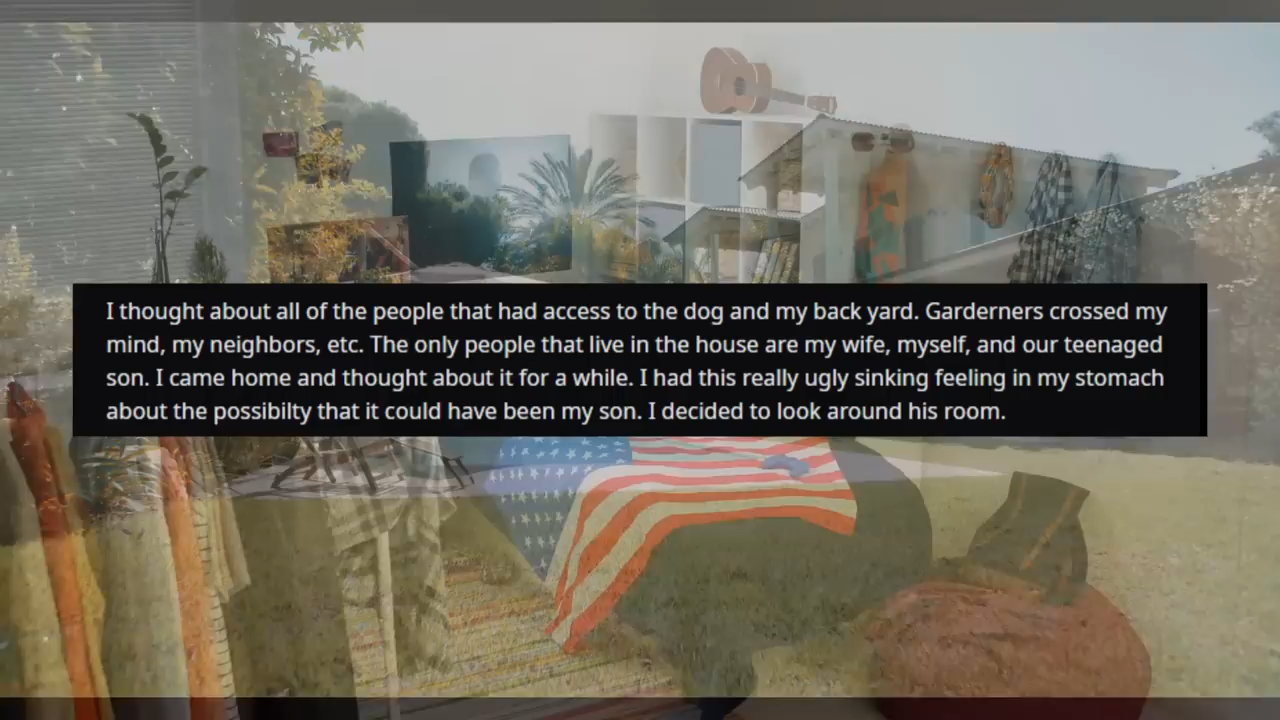 I thought about all of the people that had access to the dog and my back yard. Garderners crossed my
mind, my neighbors, etc. The only people that live in the house are my wife, myself, and our teenaged
son. I came home and thought about it for a while. I had this really ugly sinking feeling in my stomach
about the possibilty that it could have been my son. I decided to look around his room.